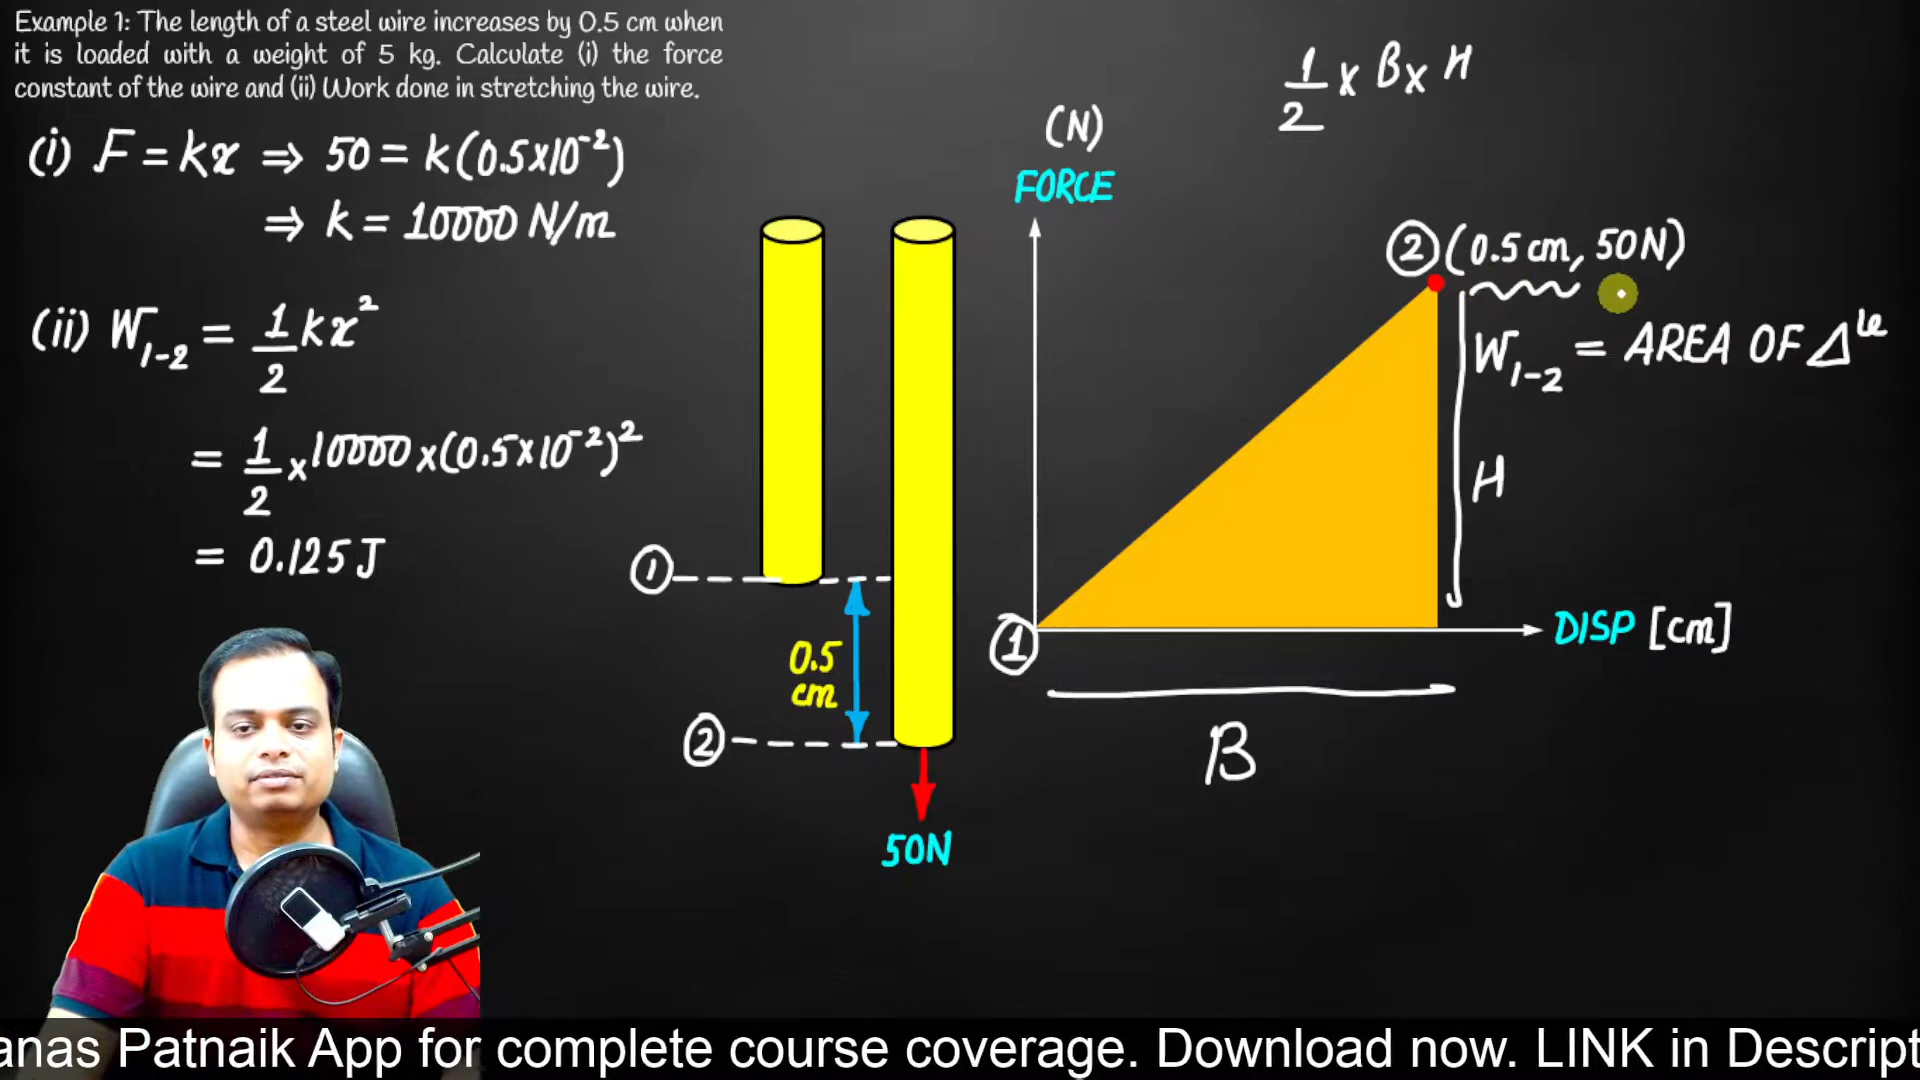 Example 1: The length of a steel wire increases by 0.5 cm when
it is loaded with a weight of 5 kg. Calculate (i) the force
constant of the wire and (ii) Work done in stretching the wire.
(i) F = kx ⇒ 50 = k(0.5×10⁻²)
⇒ k = 10000 N/m
(ii) W₁₋₂ = 1/2 kx²
= 1/2 × 10000 × (0.5×10⁻²)²
= 0.125 J
①
0.5
cm
②
50N
1/2 × B × H
(N)
FORCE
② (0.5 cm, 50N)
W₁₋₂ = AREA OF Δˡᵉ
H
①
DISP [cm]
B
anas Patnaik App for complete course coverage. Download now. LINK in Descript